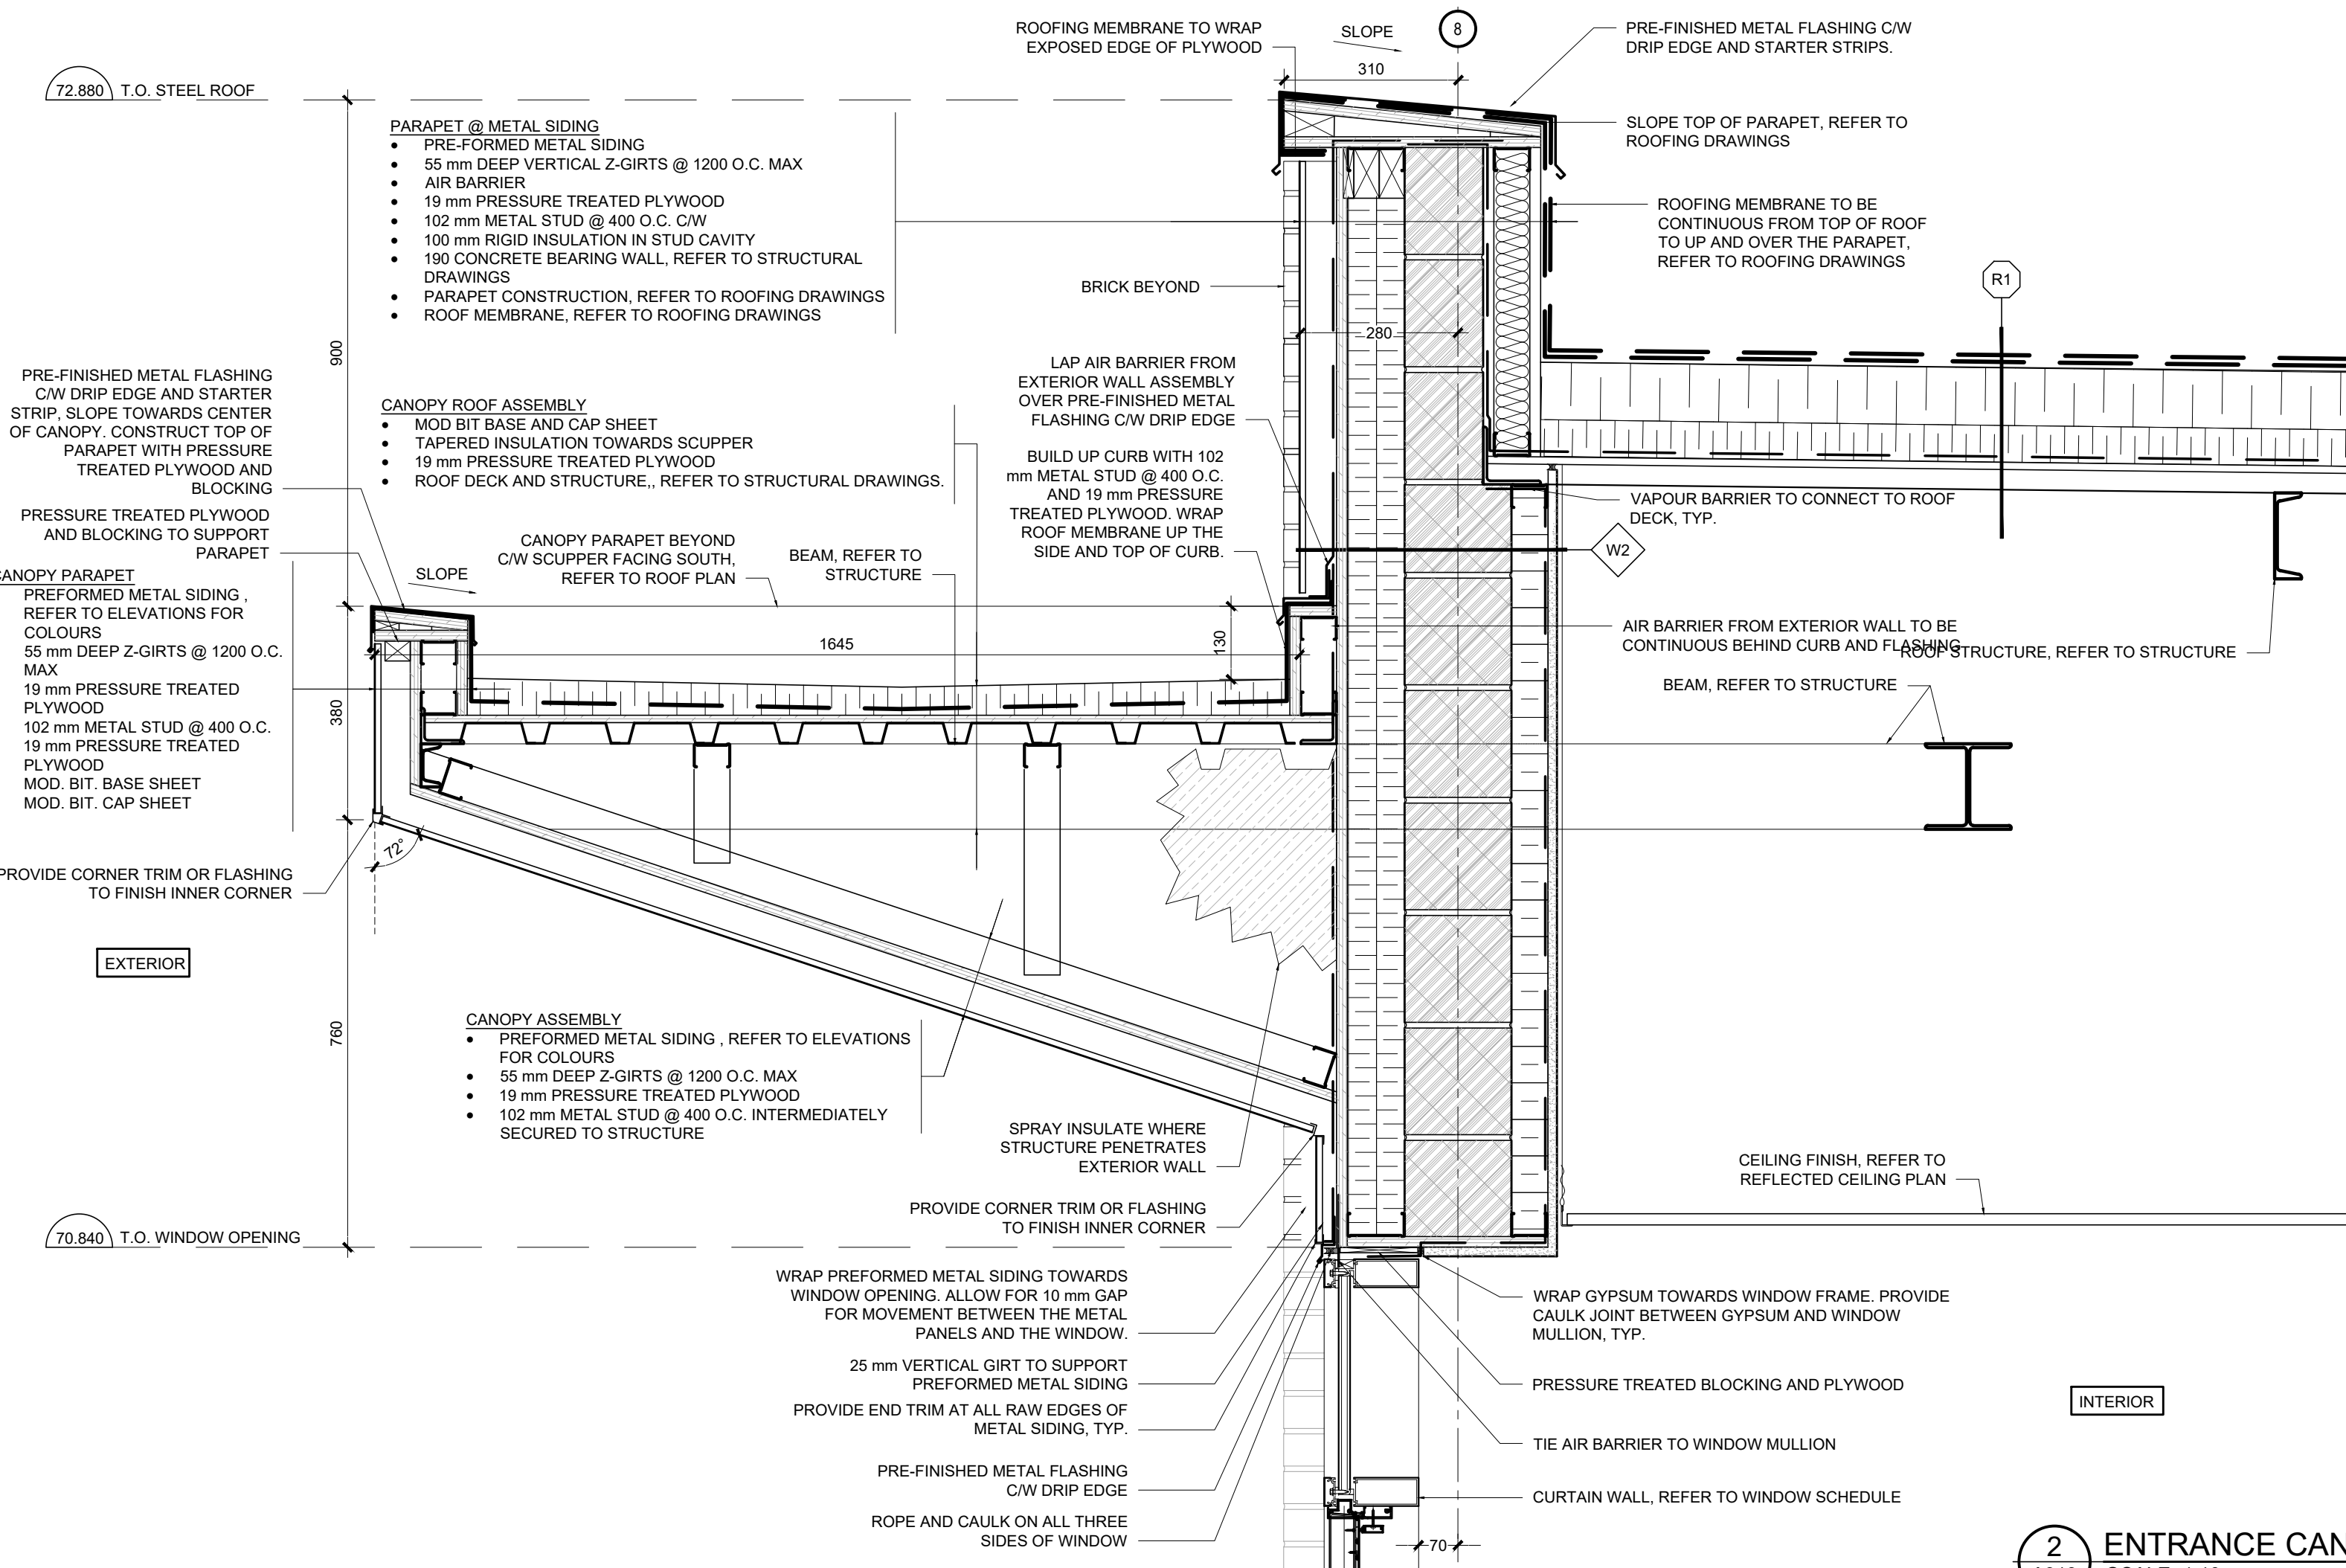 ROOFING MEMBRANE TO WRAP
EXPOSED EDGE OF PLYWOOD
SLOPE
8
310
PRE-FINISHED METAL FLASHING C/W
DRIP EDGE AND STARTER STRIPS.
72.880
T.O. STEEL ROOF
PARAPET @ METAL SIDING
• PRE-FORMED METAL SIDING
• 55 mm DEEP VERTICAL Z-GIRTS @ 1200 O.C. MAX
• AIR BARRIER
• 19 mm PRESSURE TREATED PLYWOOD
• 102 mm METAL STUD @ 400 O.C. C/W
• 100 mm RIGID INSULATION IN STUD CAVITY
• 190 CONCRETE BEARING WALL, REFER TO STRUCTURAL
DRAWINGS
• PARAPET CONSTRUCTION, REFER TO ROOFING DRAWINGS
• ROOF MEMBRANE, REFER TO ROOFING DRAWINGS
SLOPE TOP OF PARAPET, REFER TO
ROOFING DRAWINGS
ROOFING MEMBRANE TO BE
CONTINUOUS FROM TOP OF ROOF
TO UP AND OVER THE PARAPET,
REFER TO ROOFING DRAWINGS
R1
BRICK BEYOND
280
900
PRE-FINISHED METAL FLASHING
C/W DRIP EDGE AND STARTER
STRIP, SLOPE TOWARDS CENTER
OF CANOPY. CONSTRUCT TOP OF
PARAPET WITH PRESSURE
TREATED PLYWOOD AND
BLOCKING
CANOPY ROOF ASSEMBLY
• MOD BIT BASE AND CAP SHEET
• TAPERED INSULATION TOWARDS SCUPPER
• 19 mm PRESSURE TREATED PLYWOOD
• ROOF DECK AND STRUCTURE,, REFER TO STRUCTURAL DRAWINGS.
LAP AIR BARRIER FROM
EXTERIOR WALL ASSEMBLY
OVER PRE-FINISHED METAL
FLASHING C/W DRIP EDGE
BUILD UP CURB WITH 102
mm METAL STUD @ 400 O.C.
AND 19 mm PRESSURE
TREATED PLYWOOD. WRAP
ROOF MEMBRANE UP THE
SIDE AND TOP OF CURB.
VAPOUR BARRIER TO CONNECT TO ROOF
DECK, TYP.
W2
PRESSURE TREATED PLYWOOD
AND BLOCKING TO SUPPORT
PARAPET
CANOPY PARAPET BEYOND
C/W SCUPPER FACING SOUTH,
REFER TO ROOF PLAN
BEAM, REFER TO
STRUCTURE
SLOPE
CANOPY PARAPET
PREFORMED METAL SIDING ,
REFER TO ELEVATIONS FOR
COLOURS
55 mm DEEP Z-GIRTS @ 1200 O.C.
MAX
19 mm PRESSURE TREATED
PLYWOOD
102 mm METAL STUD @ 400 O.C.
19 mm PRESSURE TREATED
PLYWOOD
MOD. BIT. BASE SHEET
MOD. BIT. CAP SHEET
1645
130
380
AIR BARRIER FROM EXTERIOR WALL TO BE
CONTINUOUS BEHIND CURB AND FLASHING
ROOF STRUCTURE, REFER TO STRUCTURE
BEAM, REFER TO STRUCTURE
72°
PROVIDE CORNER TRIM OR FLASHING
TO FINISH INNER CORNER
EXTERIOR
760
CANOPY ASSEMBLY
• PREFORMED METAL SIDING , REFER TO ELEVATIONS
FOR COLOURS
• 55 mm DEEP Z-GIRTS @ 1200 O.C. MAX
• 19 mm PRESSURE TREATED PLYWOOD
• 102 mm METAL STUD @ 400 O.C. INTERMEDIATELY
SECURED TO STRUCTURE
SPRAY INSULATE WHERE
STRUCTURE PENETRATES
EXTERIOR WALL
PROVIDE CORNER TRIM OR FLASHING
TO FINISH INNER CORNER
CEILING FINISH, REFER TO
REFLECTED CEILING PLAN
70.840
T.O. WINDOW OPENING
WRAP PREFORMED METAL SIDING TOWARDS
WINDOW OPENING. ALLOW FOR 10 mm GAP
FOR MOVEMENT BETWEEN THE METAL
PANELS AND THE WINDOW.
25 mm VERTICAL GIRT TO SUPPORT
PREFORMED METAL SIDING
PROVIDE END TRIM AT ALL RAW EDGES OF
METAL SIDING, TYP.
PRE-FINISHED METAL FLASHING
C/W DRIP EDGE
ROPE AND CAULK ON ALL THREE
SIDES OF WINDOW
WRAP GYPSUM TOWARDS WINDOW FRAME. PROVIDE
CAULK JOINT BETWEEN GYPSUM AND WINDOW
MULLION, TYP.
PRESSURE TREATED BLOCKING AND PLYWOOD
INTERIOR
TIE AIR BARRIER TO WINDOW MULLION
CURTAIN WALL, REFER TO WINDOW SCHEDULE
70
2
ENTRANCE CAN